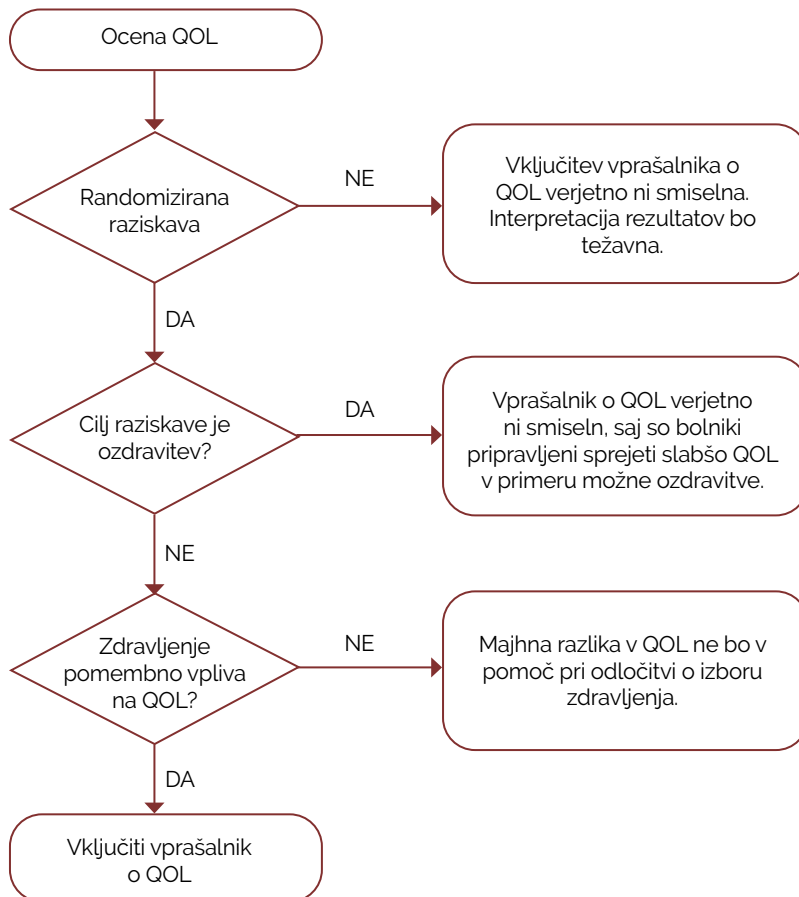 Ocena QOL
Randomizirana
raziskava
NE
Vključitev vprašalnika o
QOL verjetno ni smiselna.
Interpretacija rezultatov bo
težavna.
DA
Cilj raziskave je
ozdravitev?
DA
Vprašalnik o QOL verjetno
ni smiseln, saj so bolniki
pripravljeni sprejeti slabšo QOL
v primeru možne ozdravitve.
NE
Zdravljenje
pomembno vpliva
na QOL?
NE
Majhna razlika v QOL ne bo v
pomoč pri odločitvi o izboru
zdravljenja.
DA
Vključiti vprašalnik
o QOL